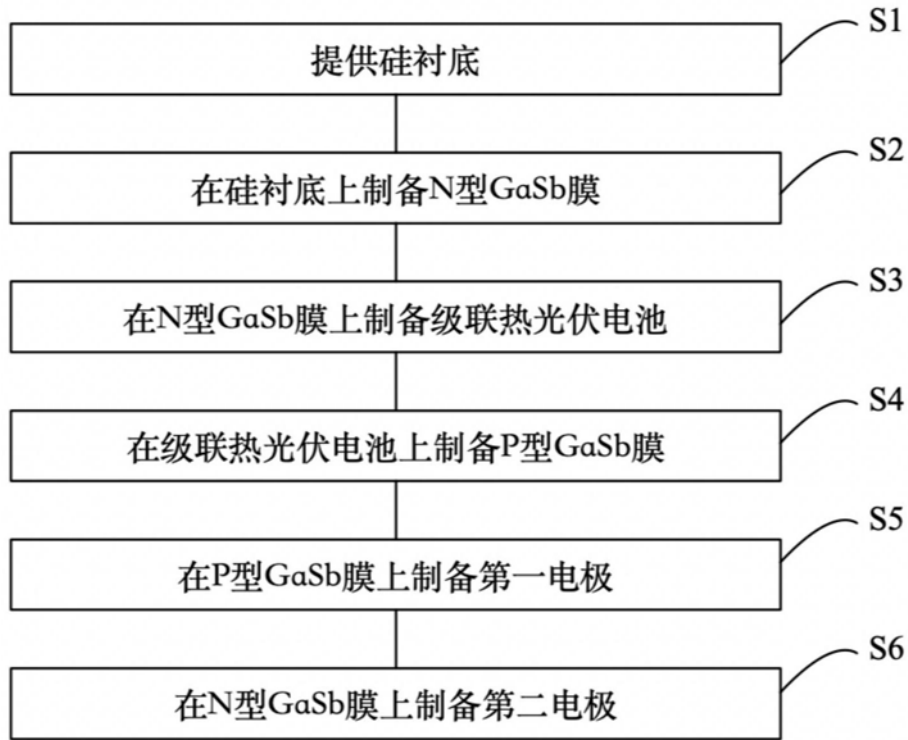 S1
提供硅衬底
S2
在硅衬底上制备N型GaSb膜
S3
在N型GaSb膜上制备级联热光伏电池
S4
在级联热光伏电池上制备P型GaSb膜
S5
在P型GaSb膜上制备第一电极
S6
在N型GaSb膜上制备第二电极